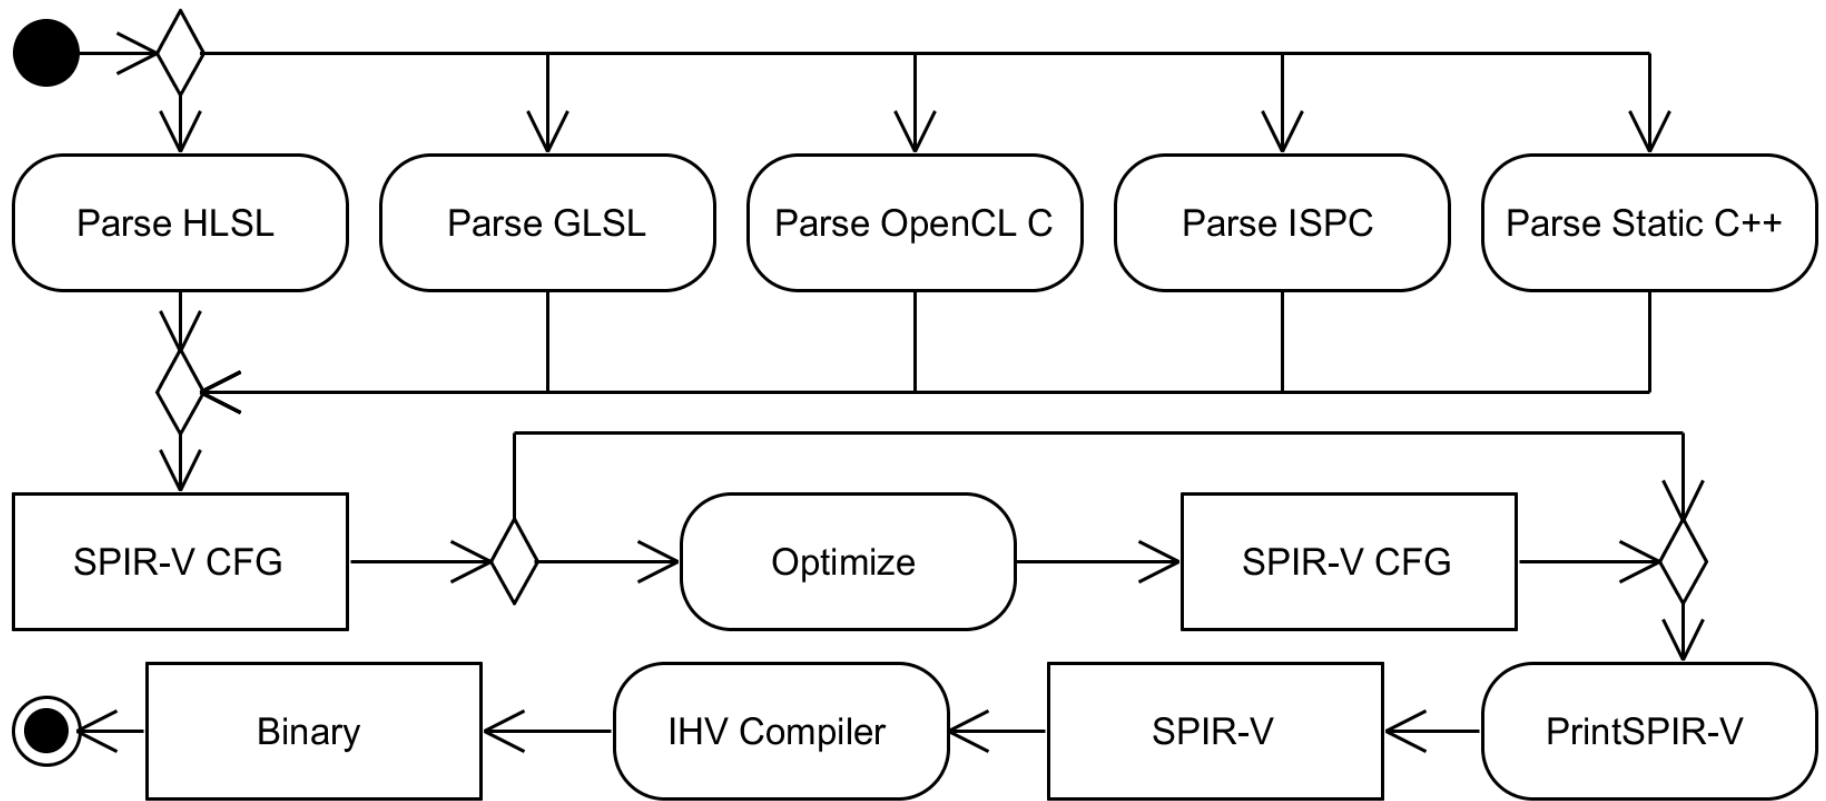 Parse HLSL
Parse GLSL
Parse OpenCL C
Parse ISPC
Parse Static C++
SPIR-V CFG
Optimize
SPIR-V CFG
Binary
IHV Compiler
SPIR-V
PrintSPIR-V